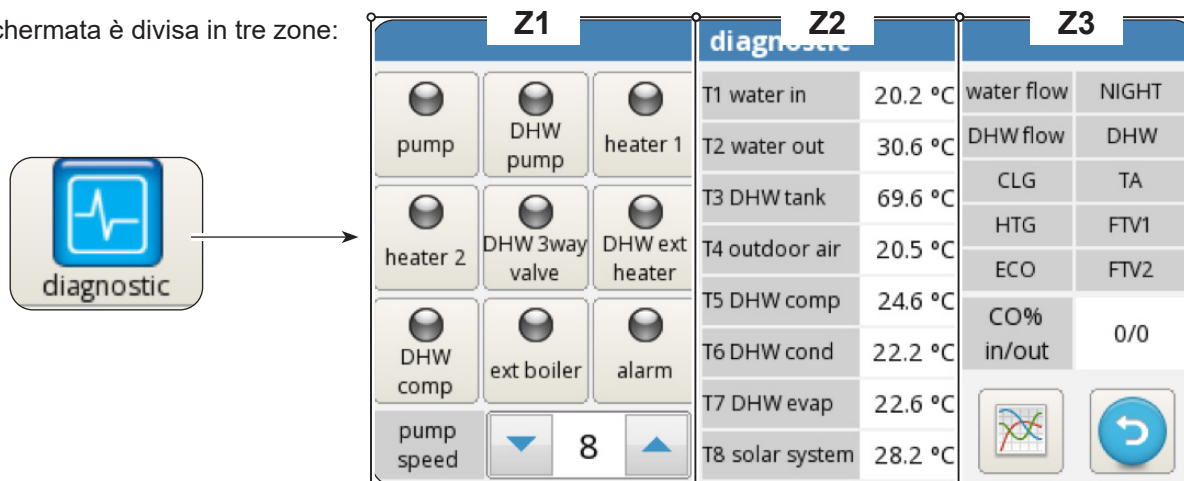 chermata è divisa in tre zone:
diagnostic
Z1
pump
DHW
pump
heater 1
heater 2
DHW 3way
valve
DHW ext
heater
DHW
comp
ext boiler
alarm
pump
speed
8
Z2
diagnostic
T1 water in 20.2 °C
T2 water out 30.6 °C
T3 DHW tank 69.6 °C
T4 outdoor air 20.5 °C
T5 DHW comp 24.6 °C
T6 DHW cond 22.2 °C
T7 DHW evap 22.6 °C
T8 solar system 28.2 °C
Z3
water flow NIGHT
DHW flow DHW
CLG TA
HTG FTV1
ECO FTV2
CO%
in/out
0/0